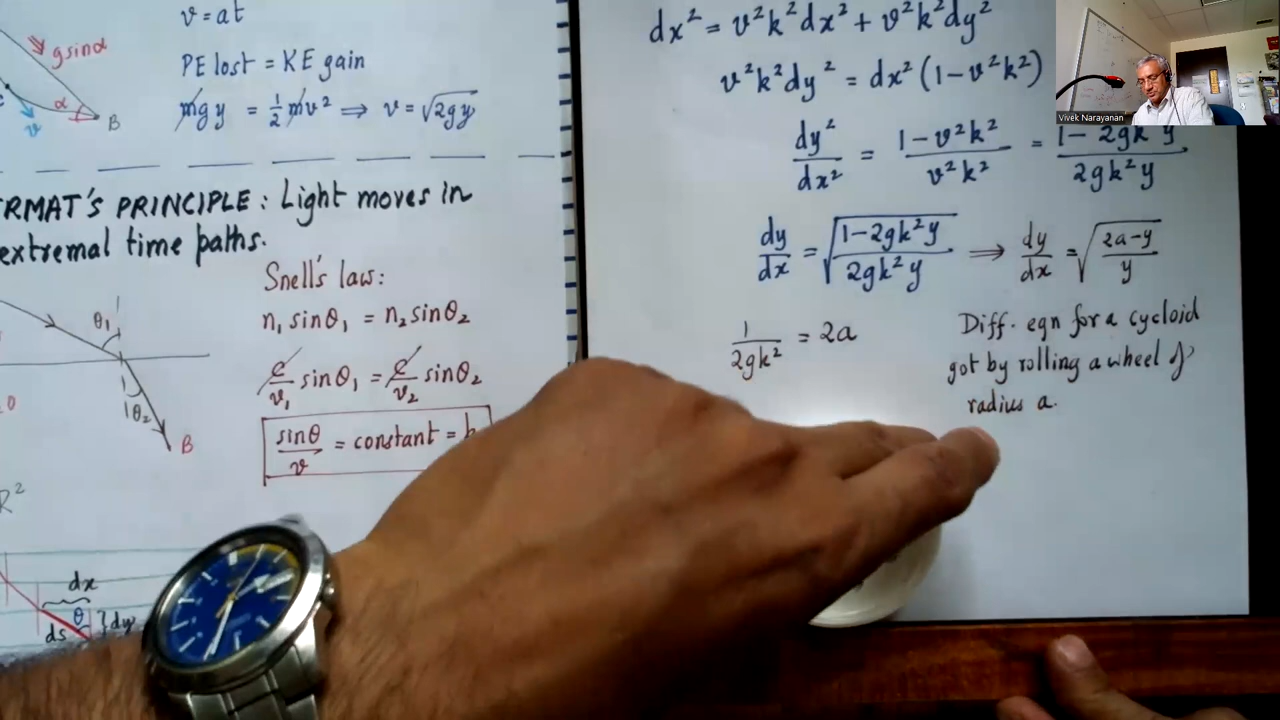 v = at
g sinα
PE lost = KE gain
mgy = 1/2 mv² ⟹ v = √2gy
α
B
v
RMAT'S PRINCIPLE: Light moves in
extremal time paths.
Snell's law:
θ₁
n₁ sinθ₁ = n₂ sinθ₂
c/v₁ sinθ₁ = c/v₂ sinθ₂
θ₂
B
sinθ/v = constant =
R²
dx
θ
ds
dy
dx² = v²k²dx² + v²k²dy²
v²k²dy² = dx²(1 - v²k²)
dy²/dx² = (1 - v²k²)/(v²k²) = (1 - 2gk²y)/(2gk²y)
dy/dx = √((1 - 2gk²y)/(2gk²y)) ⟹ dy/dx = √((2a - y)/y)
1/(2gk²) = 2a
Diff. eqn for a cycloid
got by rolling a wheel of
radius a.
Vivek Narayanan